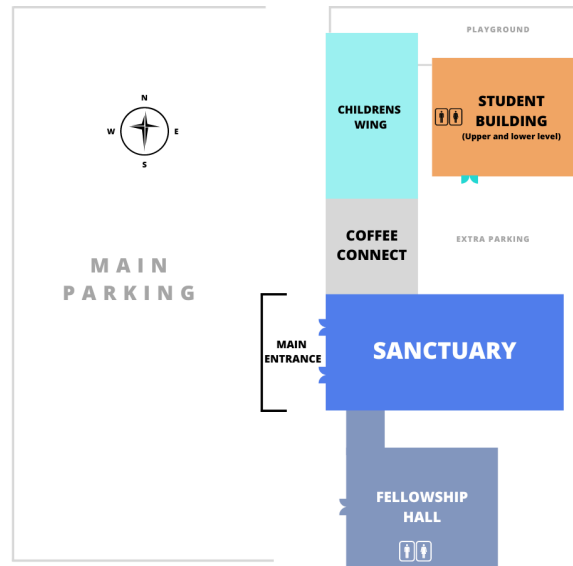 PLAYGROUND
N
W E
S
CHILDRENS
WING
STUDENT
BUILDING
(Upper and lower level)
COFFEE
CONNECT
EXTRA PARKING
MAIN
PARKING
MAIN
ENTRANCE
SANCTUARY
FELLOWSHIP
HALL